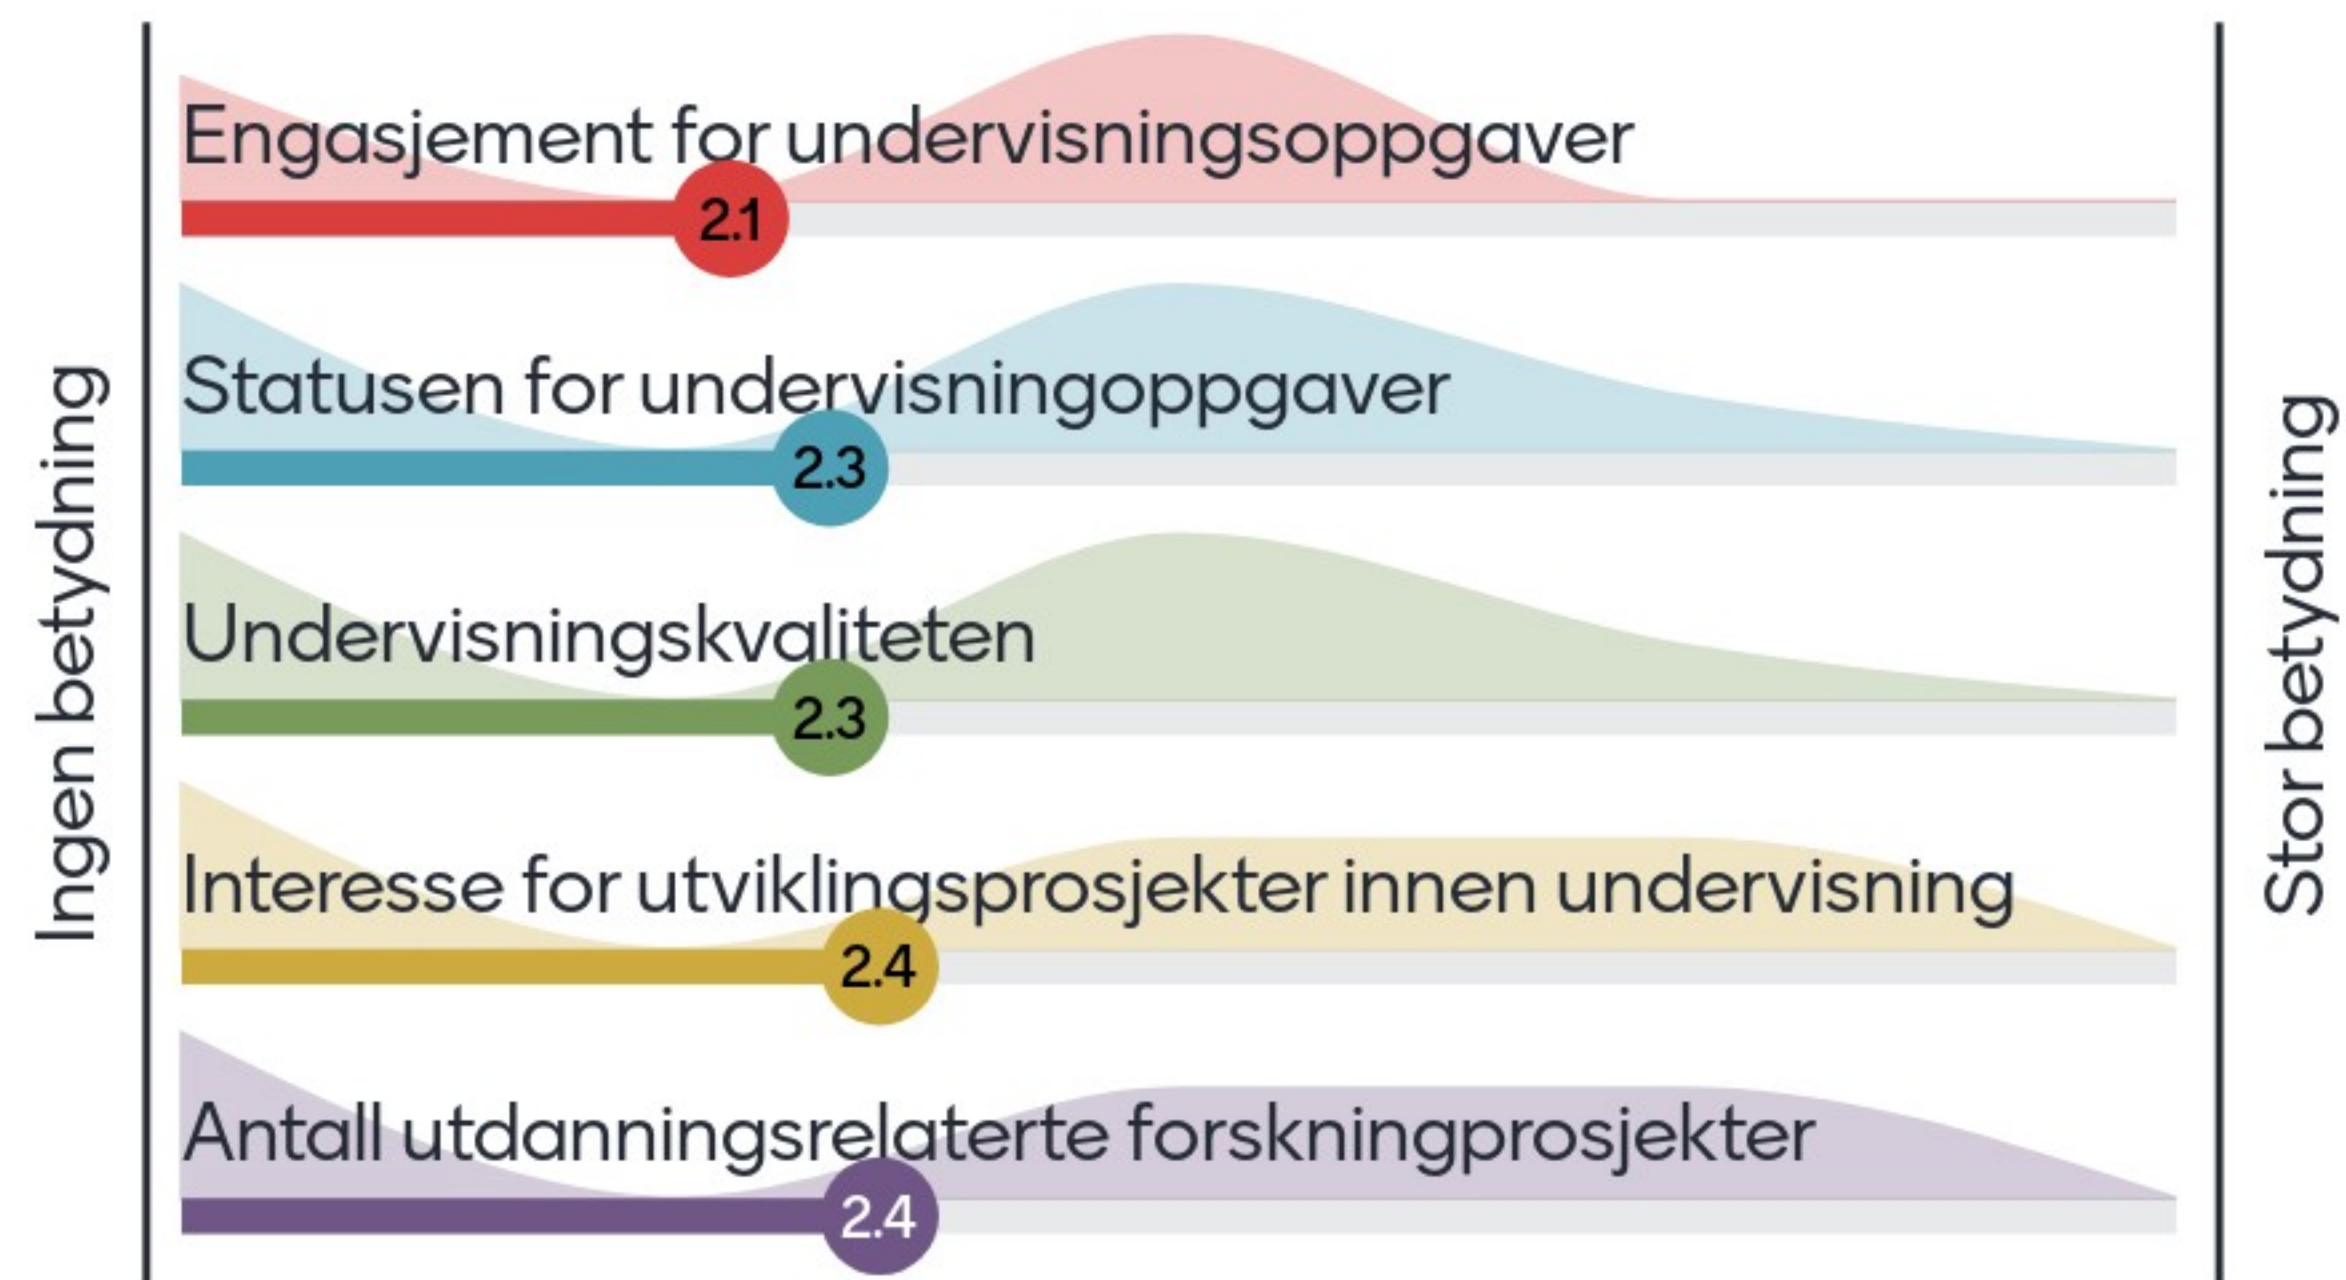 Ingen betydning
Engasjement for undervisningsoppgaver
2.1
Statusen for undervisningoppgaver
2.3
Undervisningskvaliteten
2.3
Interesse for utviklingsprosjekter innen undervisning
2.4
Antall utdanningsrelaterte forskningprosjekter
2.4
Stor betydning